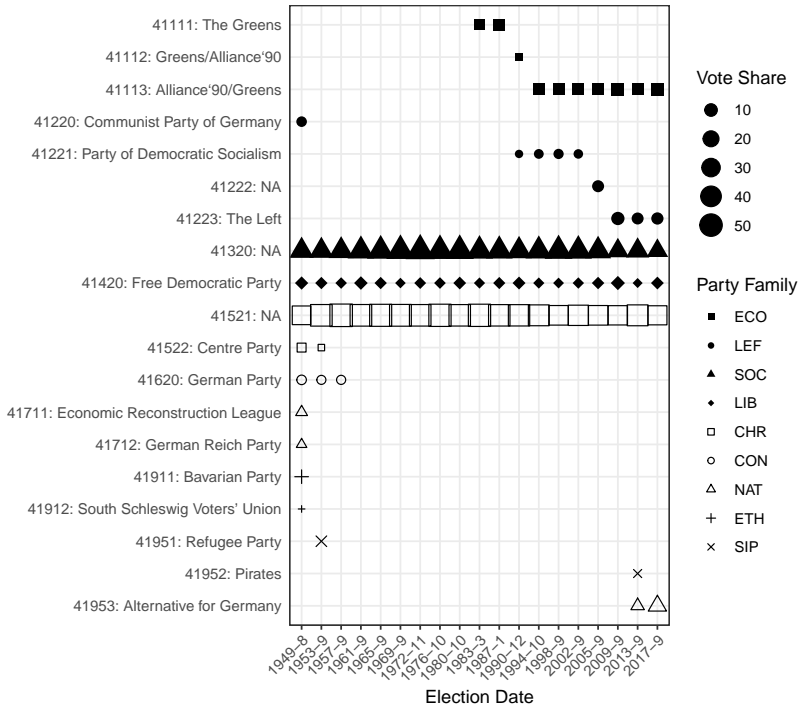 41111: The Greens
41112: Greens/Alliance‘90
41113: Alliance‘90/Greens
41220: Communist Party of Germany
41221: Party of Democratic Socialism
41222: NA
41223: The Left
41320: NA
41420: Free Democratic Party
41521: NA
41522: Centre Party
41620: German Party
41711: Economic Reconstruction League
41712: German Reich Party
41911: Bavarian Party
41912: South Schleswig Voters’ Union
41951: Refugee Party
41952: Pirates
41953: Alternative for Germany
1949–8
1953–9
1957–9
1961–9
1965–9
1969–9
1972–11
1976–10
1980–10
1983–3
1987–1
1990–12
1994–10
1998–9
2002–9
2005–9
2009–9
2013–9
2017–9
Election Date
Vote Share
10
20
30
40
50
Party Family
ECO
LEF
SOC
LIB
CHR
CON
NAT
ETH
SIP